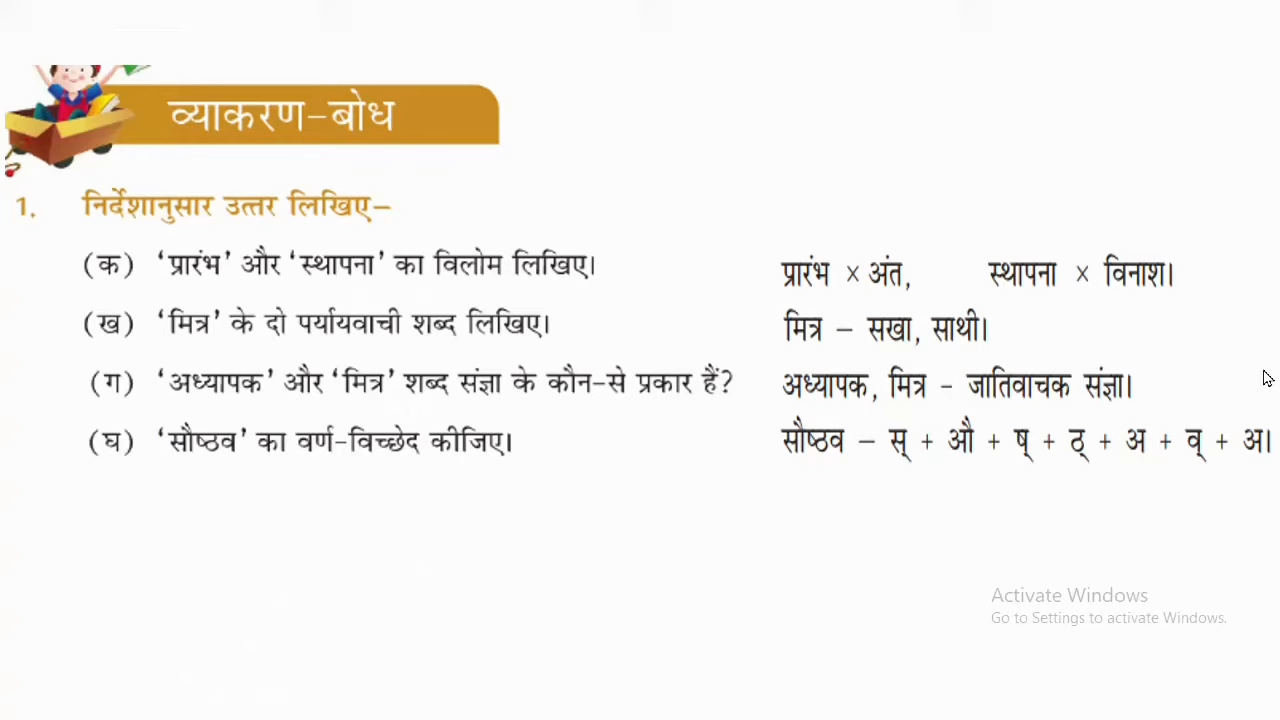 व्याकरण-बोध
1. निर्देशानुसार उत्तर लिखिए–
(क) ‘प्रारंभ’ और ‘स्थापना’ का विलोम लिखिए। प्रारंभ × अंत, स्थापना × विनाश।
(ख) ‘मित्र’ के दो पर्यायवाची शब्द लिखिए। मित्र – सखा, साथी।
(ग) ‘अध्यापक’ और ‘मित्र’ शब्द संज्ञा के कौन-से प्रकार हैं? अध्यापक, मित्र - जातिवाचक संज्ञा।
(घ) ‘सौष्ठव’ का वर्ण-विच्छेद कीजिए। सौष्ठव – स् + औ + ष् + ठ् + अ + व् + अ।
Activate Windows
Go to Settings to activate Windows.